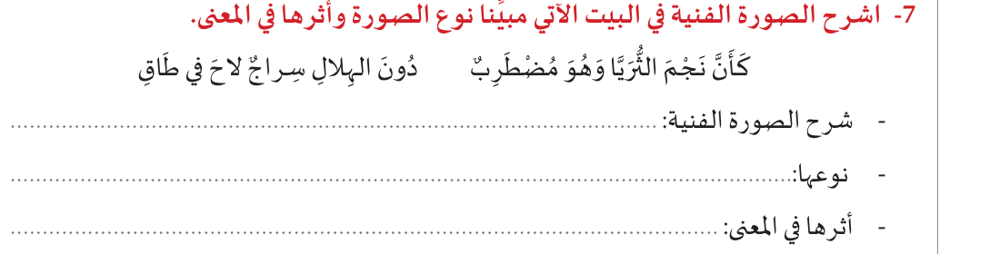 7- اشرح الصورة الفنية في البيت الآتي مبيِّنا نوع الصورة وأثرها في المعنى.
كَأَنَّ نَجْمَ الثُّرَيَّا وَهُوَ مُضْطَرِبٌ دُونَ الهِلالِ سِراجٌ لاحَ في طَاقِ
- شرح الصورة الفنية: ........................................................................
- نوعها: ........................................................................
- أثرها في المعنى: ........................................................................